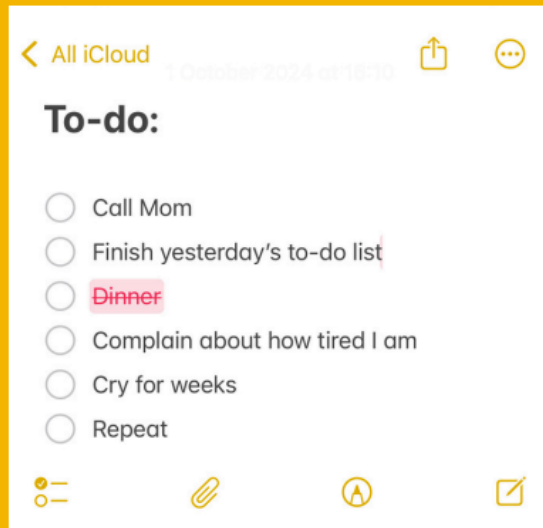 All iCloud
1 October 2024 at 16:10
To-do:
Call Mom
Finish yesterday's to-do list
Dinner
Complain about how tired I am
Cry for weeks
Repeat